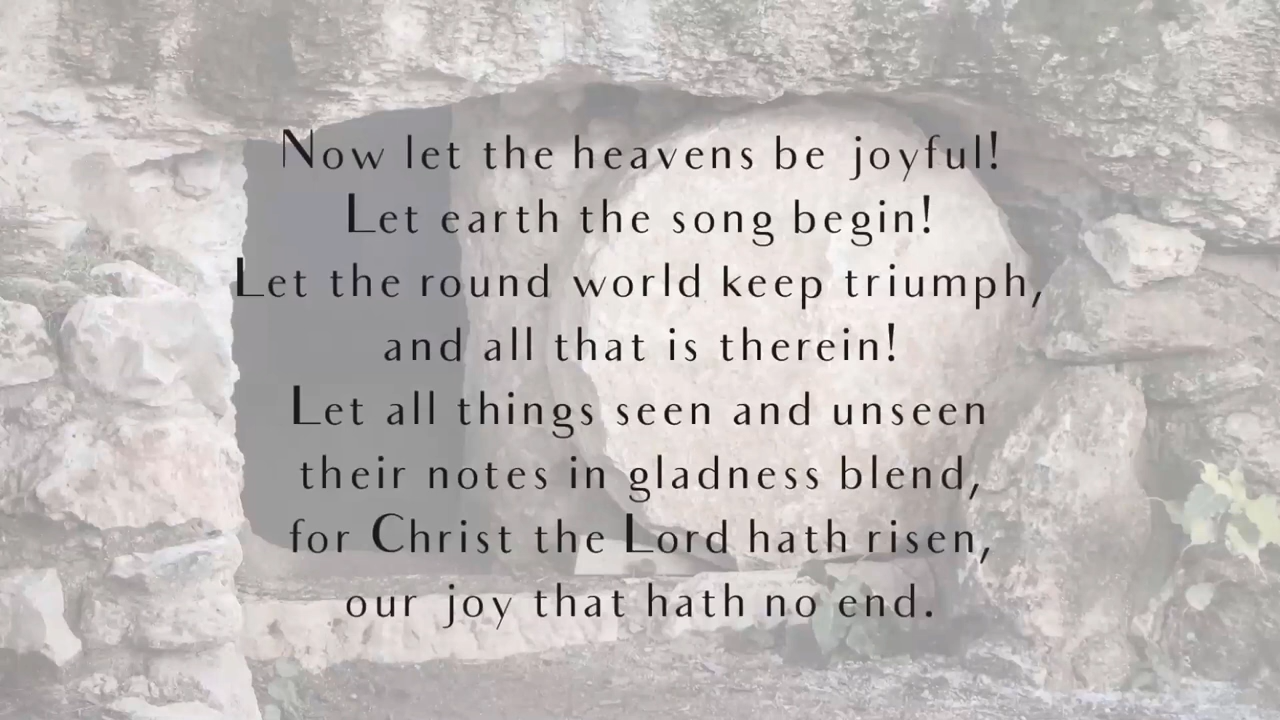 Now let the heavens be joyful!
Let earth the song begin!
Let the round world keep triumph,
and all that is therein!
Let all things seen and unseen
their notes in gladness blend,
for Christ the Lord hath risen,
our joy that hath no end.